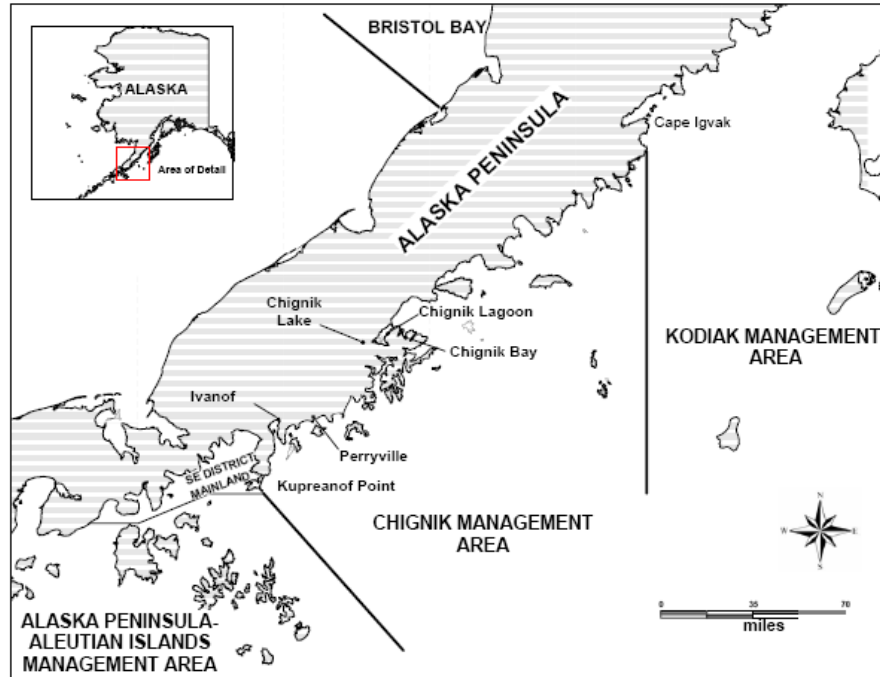 BRISTOL BAY
ALASKA
Area of Detail
ALASKA PENINSULA
Cape Igvak
Chignik
Lake
Chignik Lagoon
Chignik Bay
KODIAK MANAGEMENT
AREA
Ivanof
Perryville
SE DISTRICT
MAINLAND
Kupreanof Point
CHIGNIK MANAGEMENT
AREA
N
W E
S
0 35 70
miles
ALASKA PENINSULA-
ALEUTIAN ISLANDS
MANAGEMENT AREA